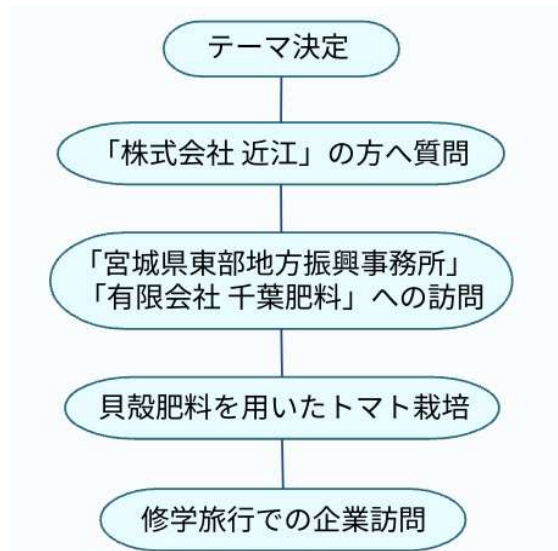 テーマ決定
「株式会社 近江」の方へ質問
「宮城県東部地方振興事務所」
「有限会社 千葉肥料」への訪問
貝殻肥料を用いたトマト栽培
修学旅行での企業訪問